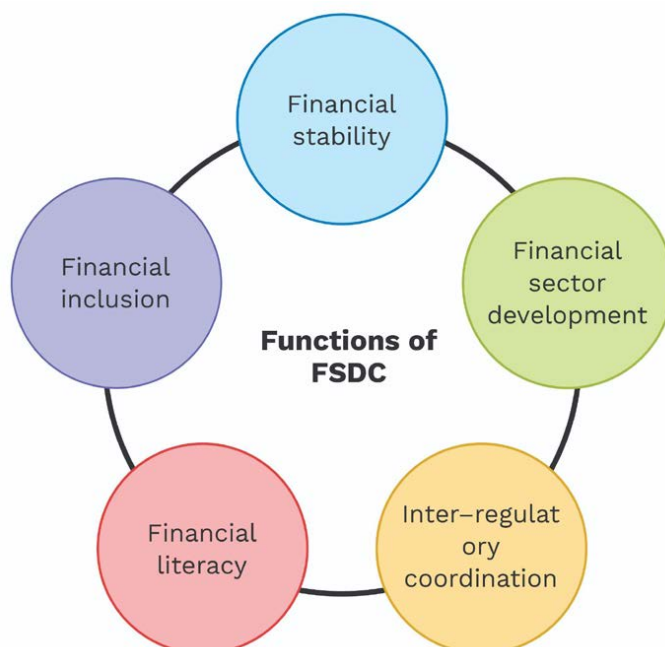 Financial
stability
Financial
sector
development
Inter–regulat
ory
coordination
Financial
literacy
Financial
inclusion
Functions of
FSDC